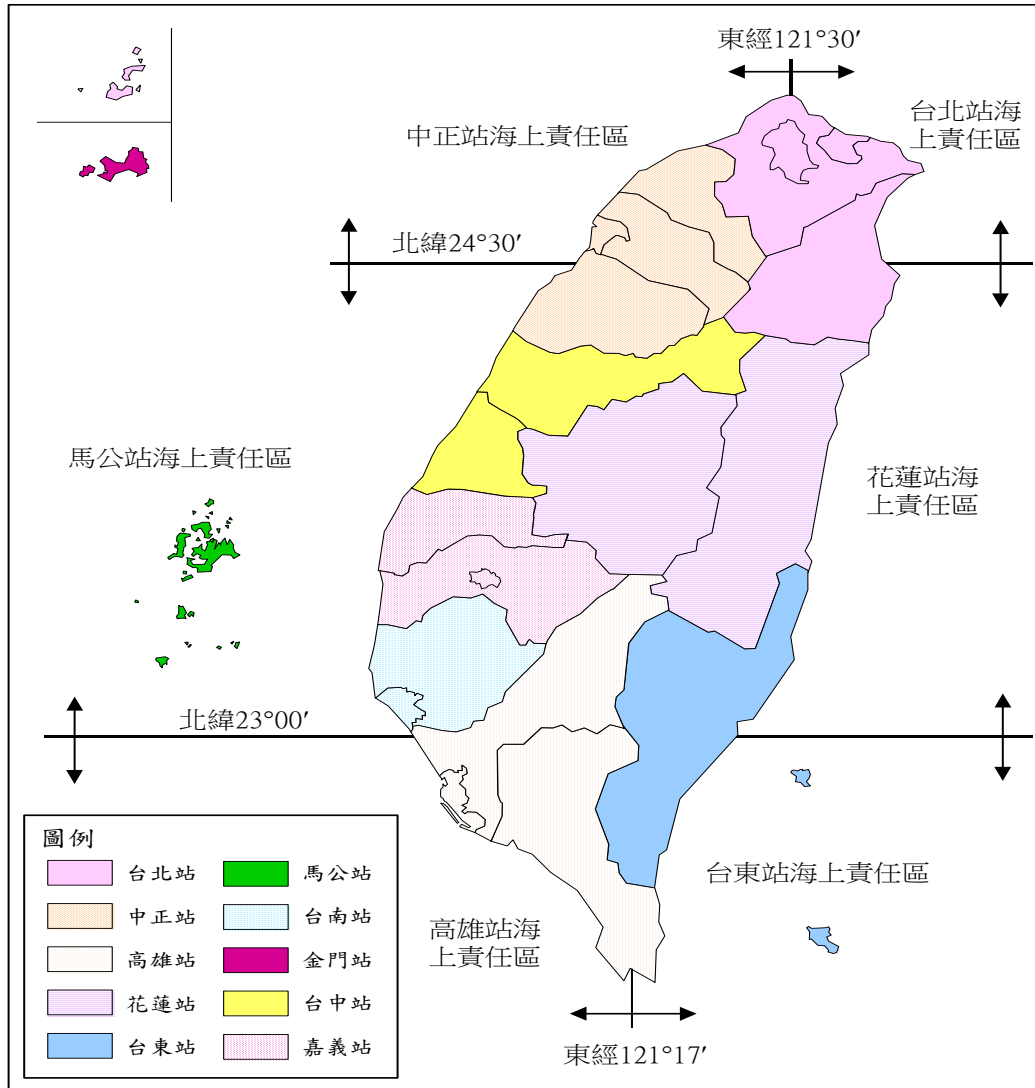 東經121°30′
中正站海上責任區
台北站海
上責任區
北緯24°30′
馬公站海上責任區
花蓮站海
上責任區
北緯23°00′
台東站海上責任區
高雄站海
上責任區
東經121°17′
圖例
台北站
馬公站
中正站
台南站
高雄站
金門站
花蓮站
台中站
台東站
嘉義站